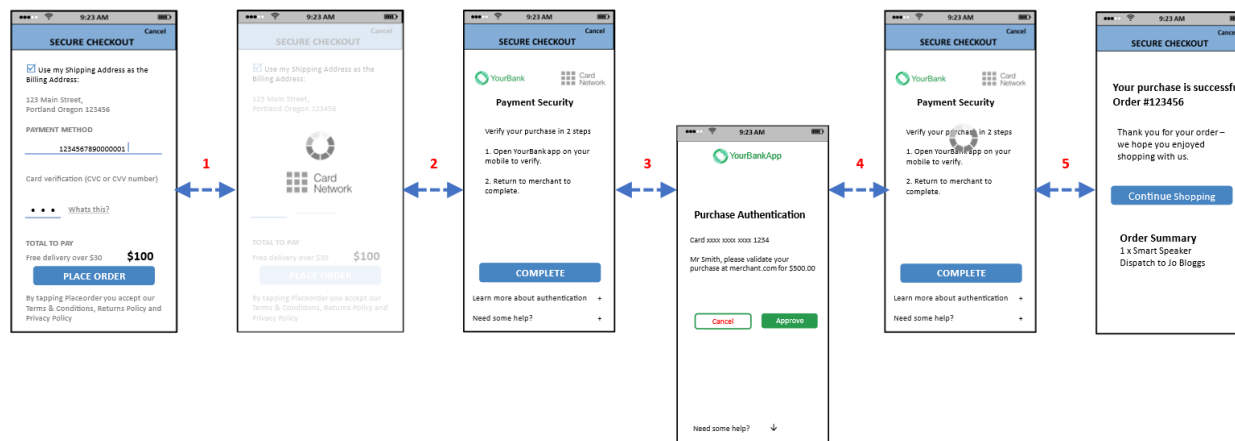 9:23 AM
Cancel
SECURE CHECKOUT
Use my Shipping Address as the
Billing Address:
123 Main Street,
Portland Oregon 123456
PAYMENT METHOD
1234567890000001
Card verification (CVC or CVV number)
Whats this?
TOTAL TO PAY
Free delivery over $30 $100
PLACE ORDER
By tapping Placeorder you accept our
Terms & Conditions, Returns Policy and
Privacy Policy
1
9:23 AM
Cancel
SECURE CHECKOUT
Use my Shipping Address as the
Billing Address:
123 Main Street,
Portland Oregon 123456
Card
Network
TOTAL TO PAY
Free delivery over $30 $100
PLACE ORDER
By tapping Placeorder you accept our
Terms & Conditions, Returns Policy and
Privacy Policy
2
9:23 AM
Cancel
SECURE CHECKOUT
YourBank
Card
Network
Payment Security
Verify your purchase in 2 steps
1. Open YourBank app on your
mobile to verify.
2. Return to merchant to
complete.
COMPLETE
Learn more about authentication +
Need some help? +
3
9:23 AM
YourBankApp
Purchase Authentication
Card xxxx xxxx xxxx 1234
Mr Smith, please validate your
purchase at merchant.com for $500.00
Cancel
Approve
Need some help?
4
9:23 AM
Cancel
SECURE CHECKOUT
YourBank
Card
Network
Payment Security
Verify your purchase in 2 steps
1. Open YourBank app on your
mobile to verify.
2. Return to merchant to
complete.
COMPLETE
Learn more about authentication +
Need some help? +
5
9:23 AM
Cance
SECURE CHECKOUT
Your purchase is successfu
Order #123456
Thank you for your order –
we hope you enjoyed
shopping with us.
Continue Shopping
Order Summary
1 x Smart Speaker
Dispatch to Jo Bloggs